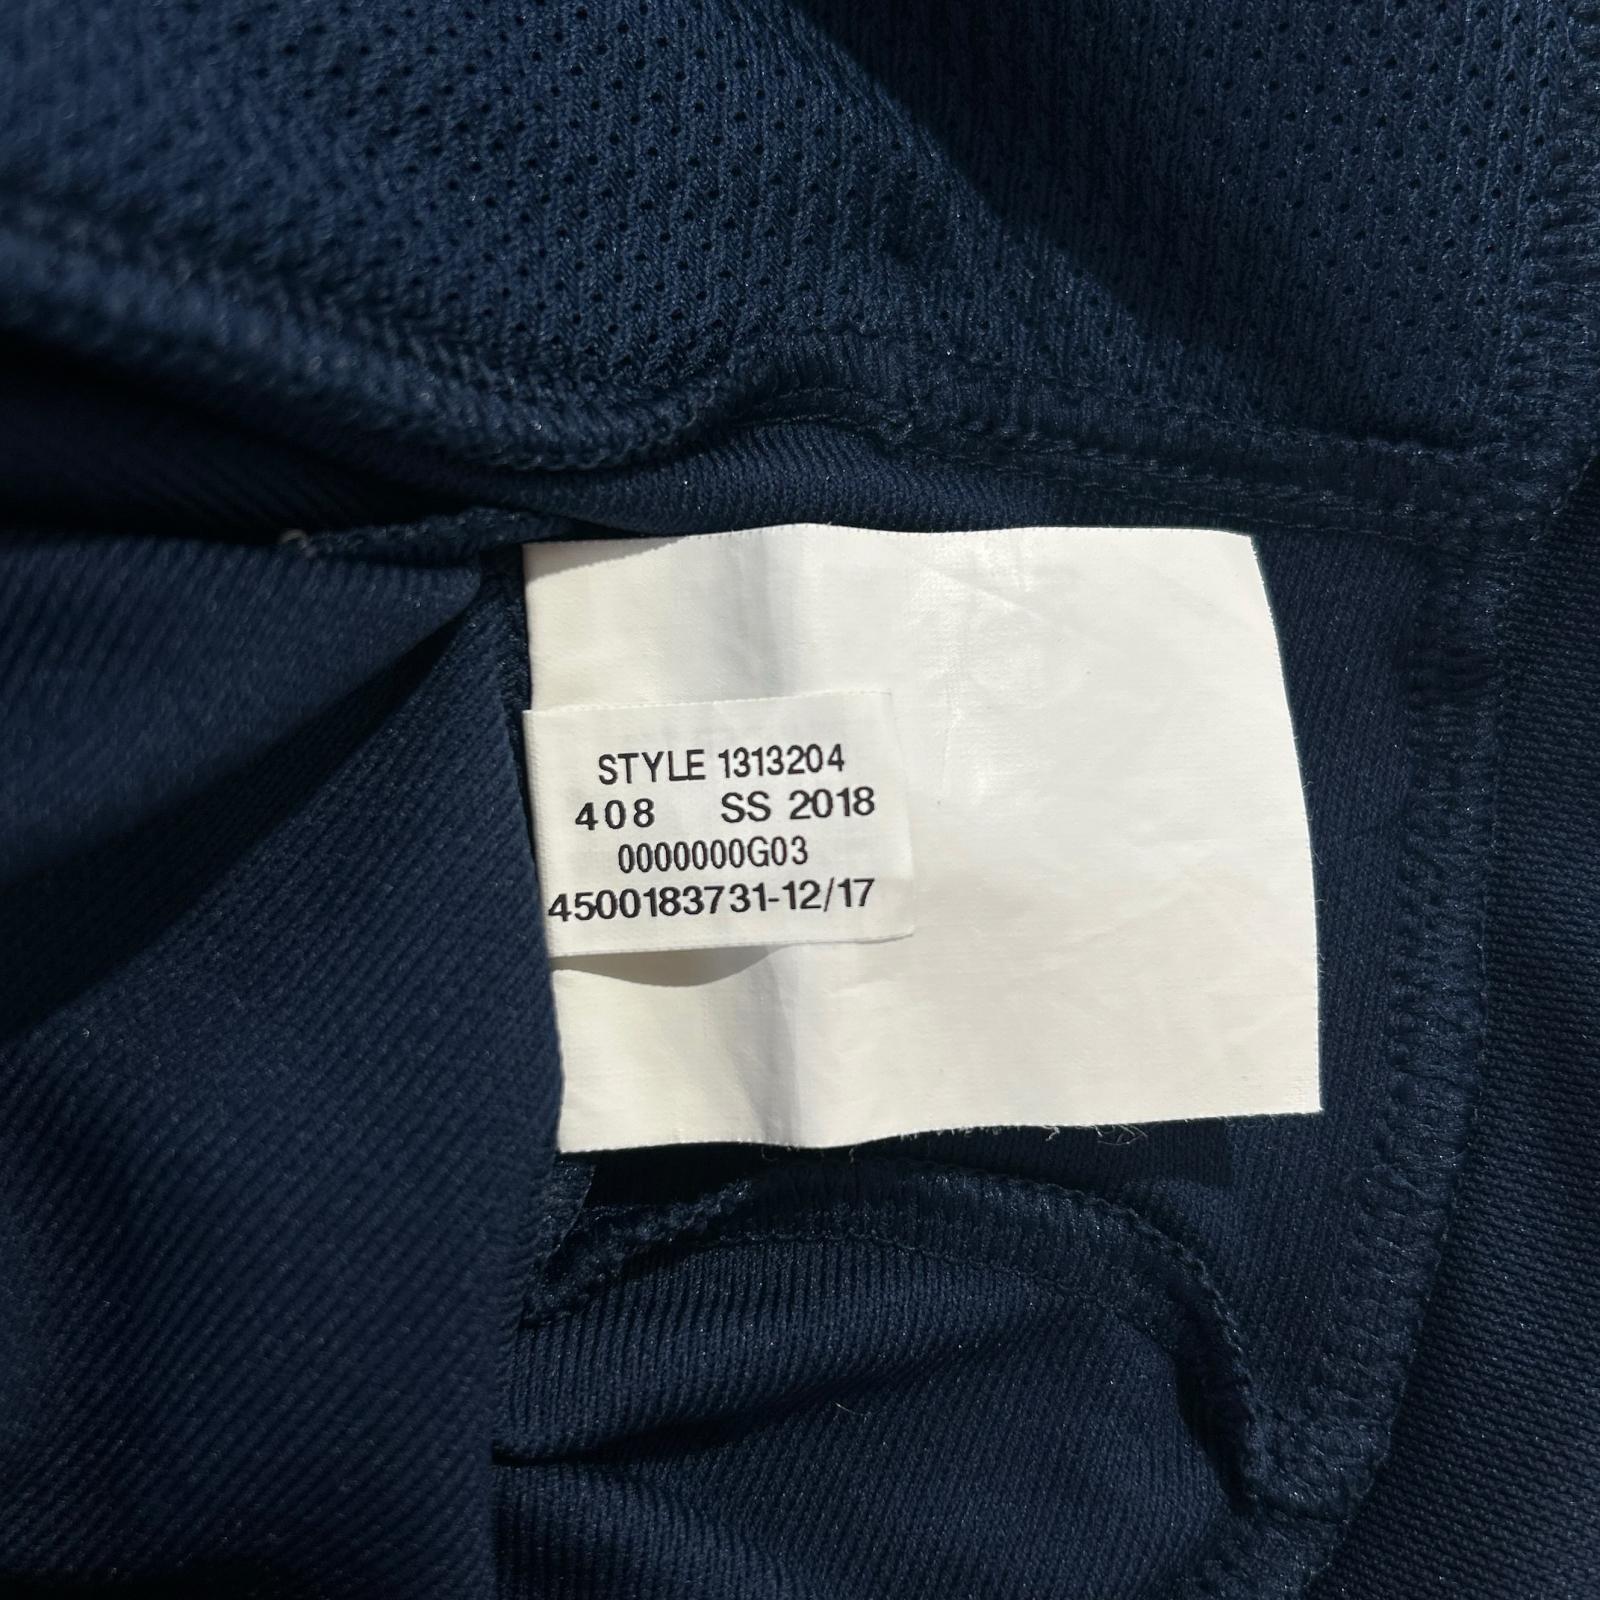 STYLE 1313204
408 SS 2018
0000000G03
4500183731-12/17